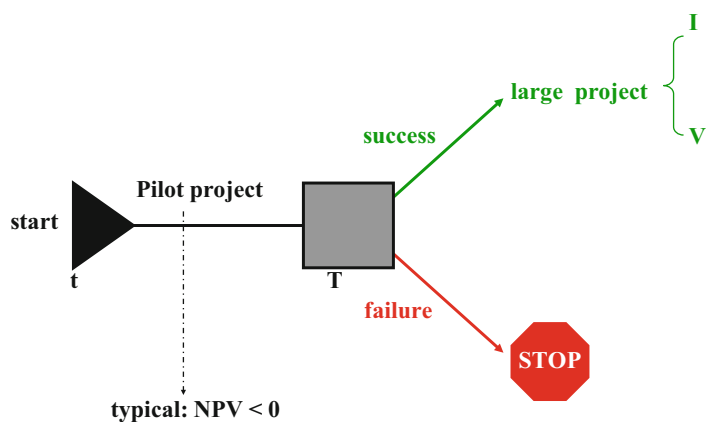 I
large project
V
success
Pilot project
start
t
T
failure
STOP
typical: NPV < 0